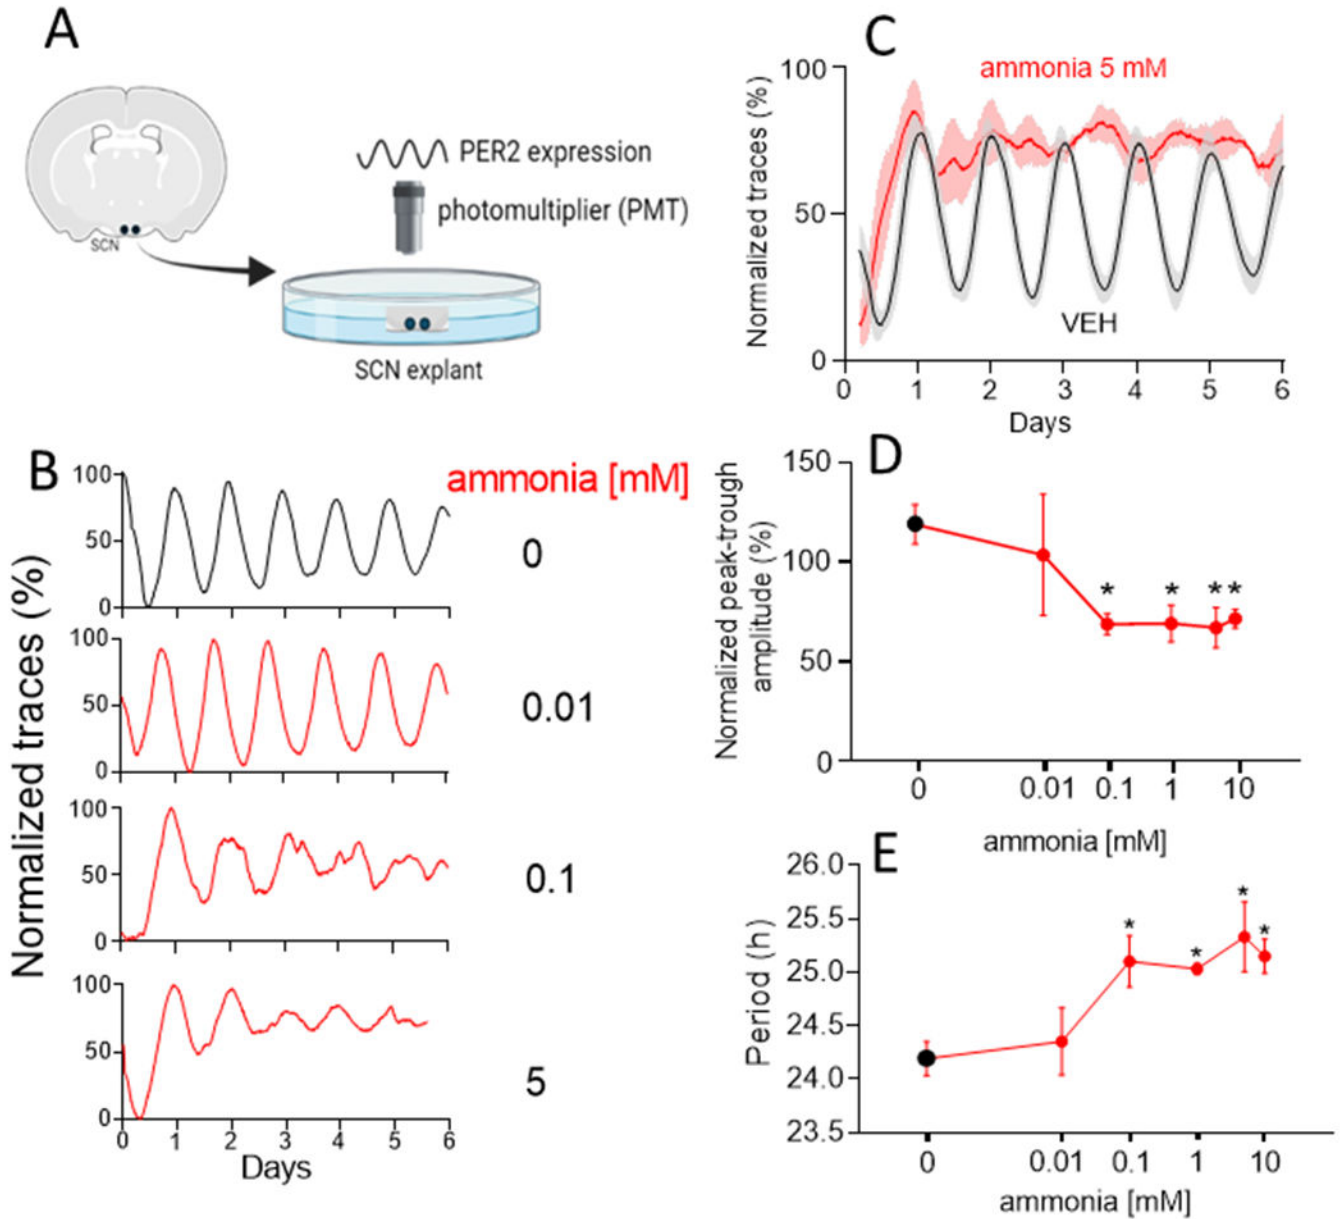 A
PER2 expression
photomultiplier (PMT)
SCN
SCN explant
B
ammonia [mM]
Normalized traces (%)
100
50
0
0
100
50
0
0.01
100
50
0
0.1
100
50
0
5
0 1 2 3 4 5 6
Days
C
ammonia 5 mM
Normalized traces (%)
100
50
0
VEH
0 1 2 3 4 5 6
Days
D
Normalized peak-trough
amplitude (%)
150
100
50
0
* * * *
0 0.01 0.1 1 10
ammonia [mM]
E
Period (h)
26.0
25.5
25.0
24.5
24.0
23.5
* * * *
0 0.01 0.1 1 10
ammonia [mM]